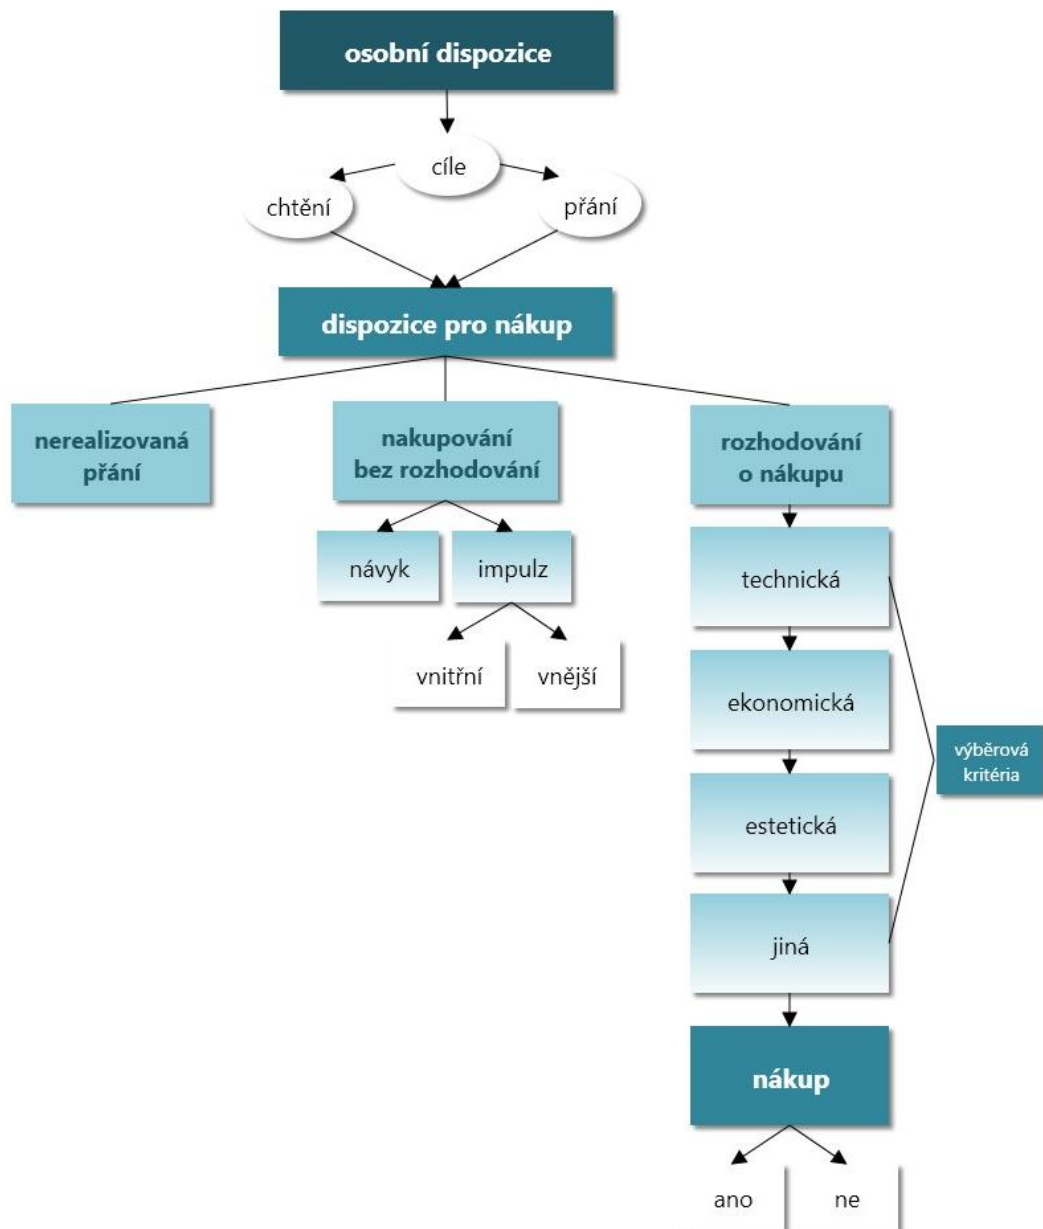 osobní dispozice
cíle
chtění
přání
dispozice pro nákup
nerealizovaná
přání
nakupování
bez rozhodování
rozhodování
o nákupu
návyk
impulz
technická
vnitřní
vnější
ekonomická
výběrová
kritéria
estetická
jiná
nákup
ano
ne